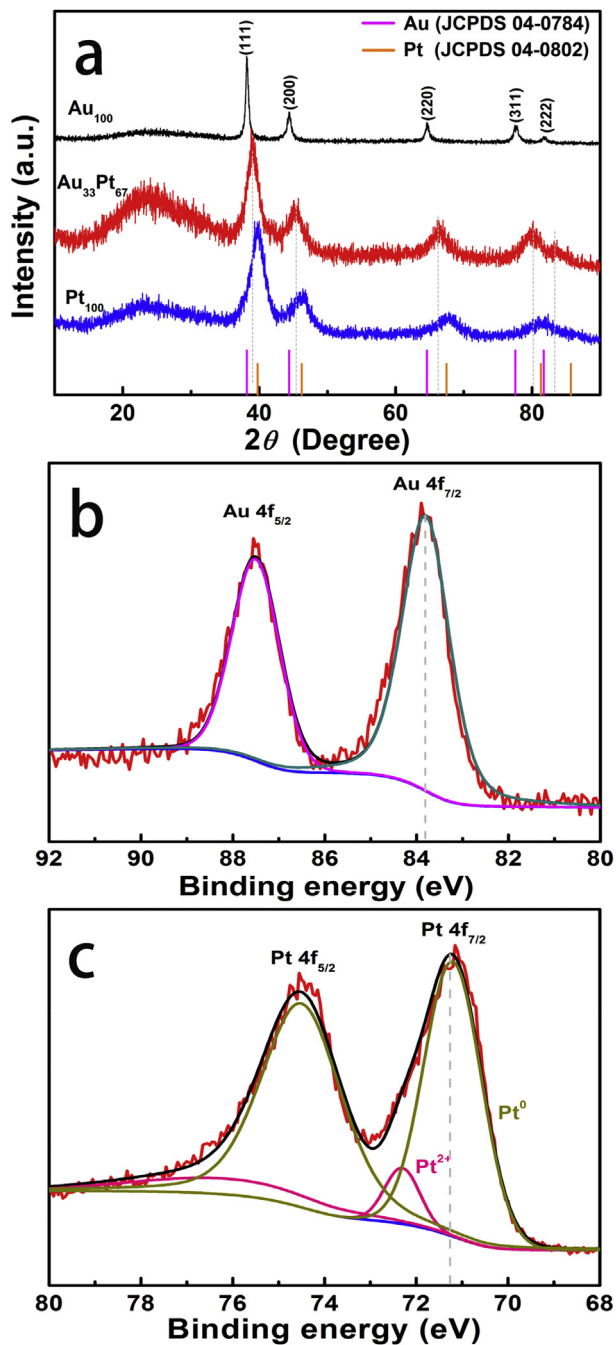 a
Au (JCPDS 04-0784)
Pt (JCPDS 04-0802)
(111)
(200)
(220)
(311)
(222)
Au100
Au33Pt67
Pt100
Intensity (a.u.)
20 40 60 80
2θ (Degree)
b
Au 4f5/2
Au 4f7/2
92 90 88 86 84 82 80
Binding energy (eV)
c
Pt 4f5/2
Pt 4f7/2
Pt0
Pt2+
80 78 76 74 72 70 68
Binding energy (eV)